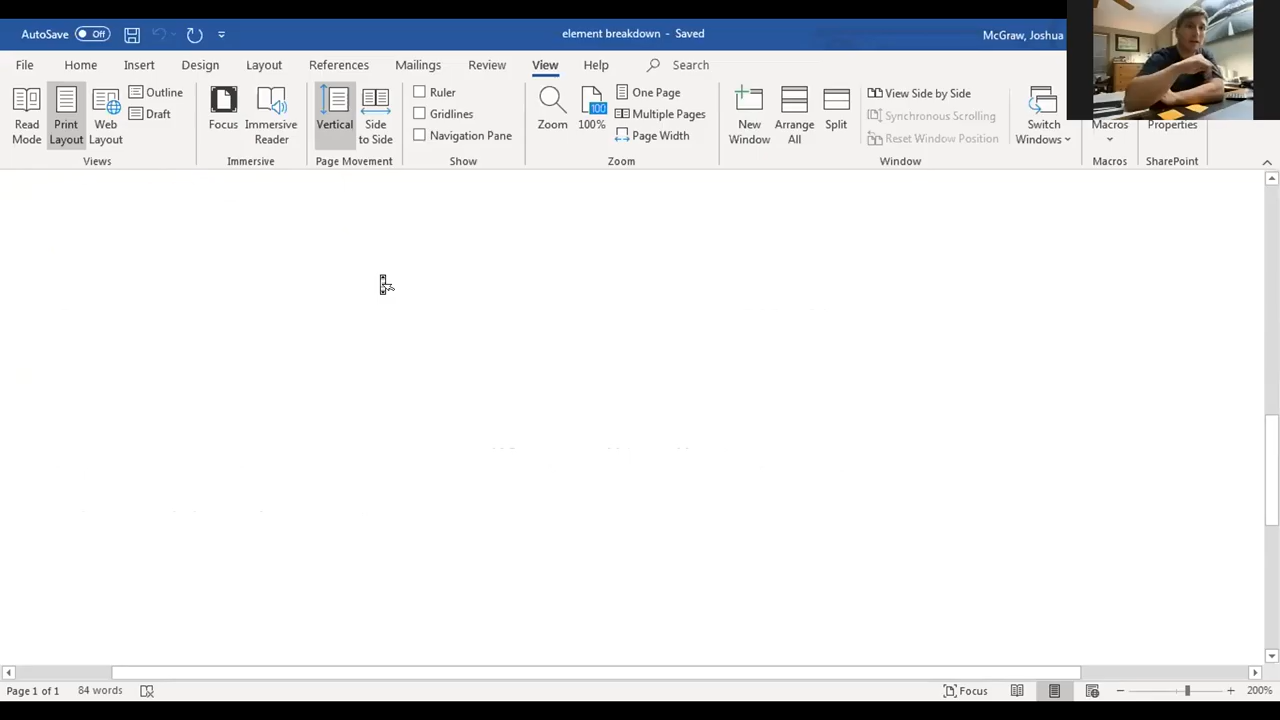 AutoSave Off
element breakdown - Saved
McGraw, Joshua
File Home Insert Design Layout References Mailings Review View Help Search
Read Mode
Print Layout
Web Layout
Outline
Draft
Views
Focus
Immersive Reader
Immersive
Vertical
Side to Side
Page Movement
Ruler
Gridlines
Navigation Pane
Show
Zoom
100
100%
One Page
Multiple Pages
Page Width
Zoom
New Window
Arrange All
Split
View Side by Side
Synchronous Scrolling
Reset Window Position
Switch Windows
Window
Macros
Macros
Properties
SharePoint
Page 1 of 1
84 words
Focus
200%